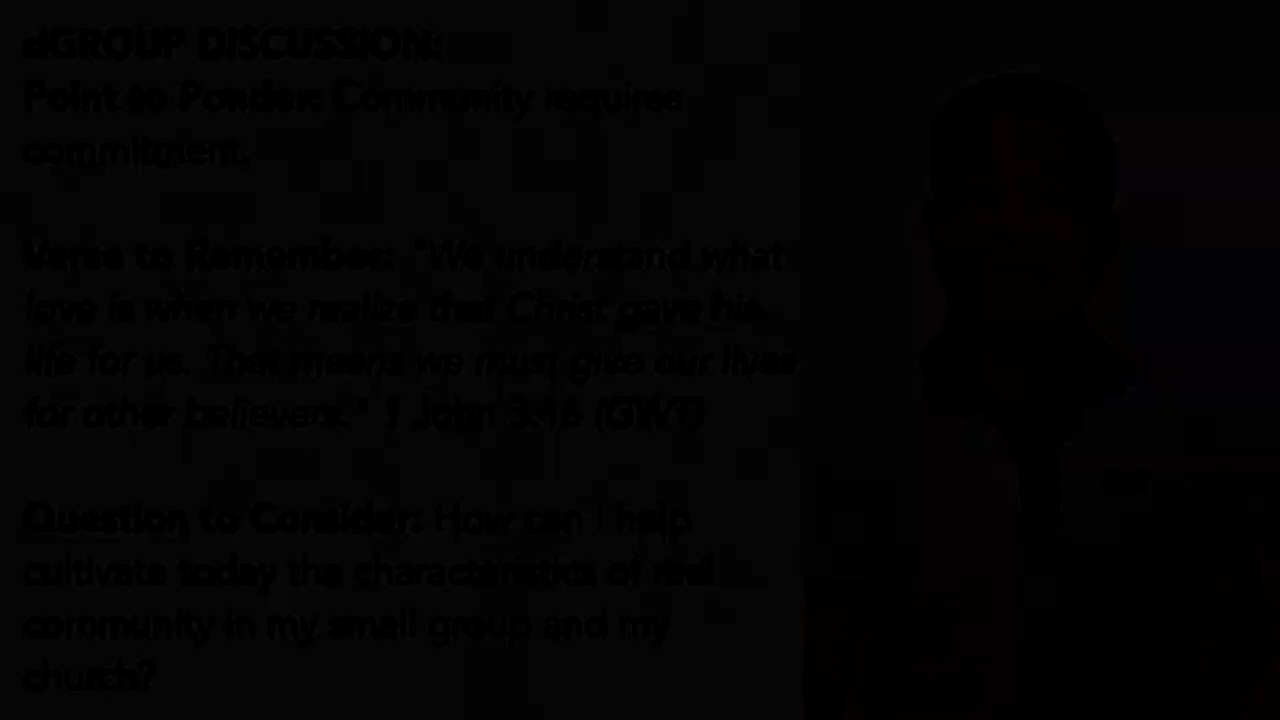 dGROUP DISCUSSION:
Point to Ponder: Community requires
commitment.
Verse to Remember: "We understand what
love is when we realize that Christ gave his
life for us. That means we must give our lives
for other believers." 1 John 3:16 (GWT)
Question to Consider: How can I help
cultivate today the characteristics of real
community in my small group and my
church?